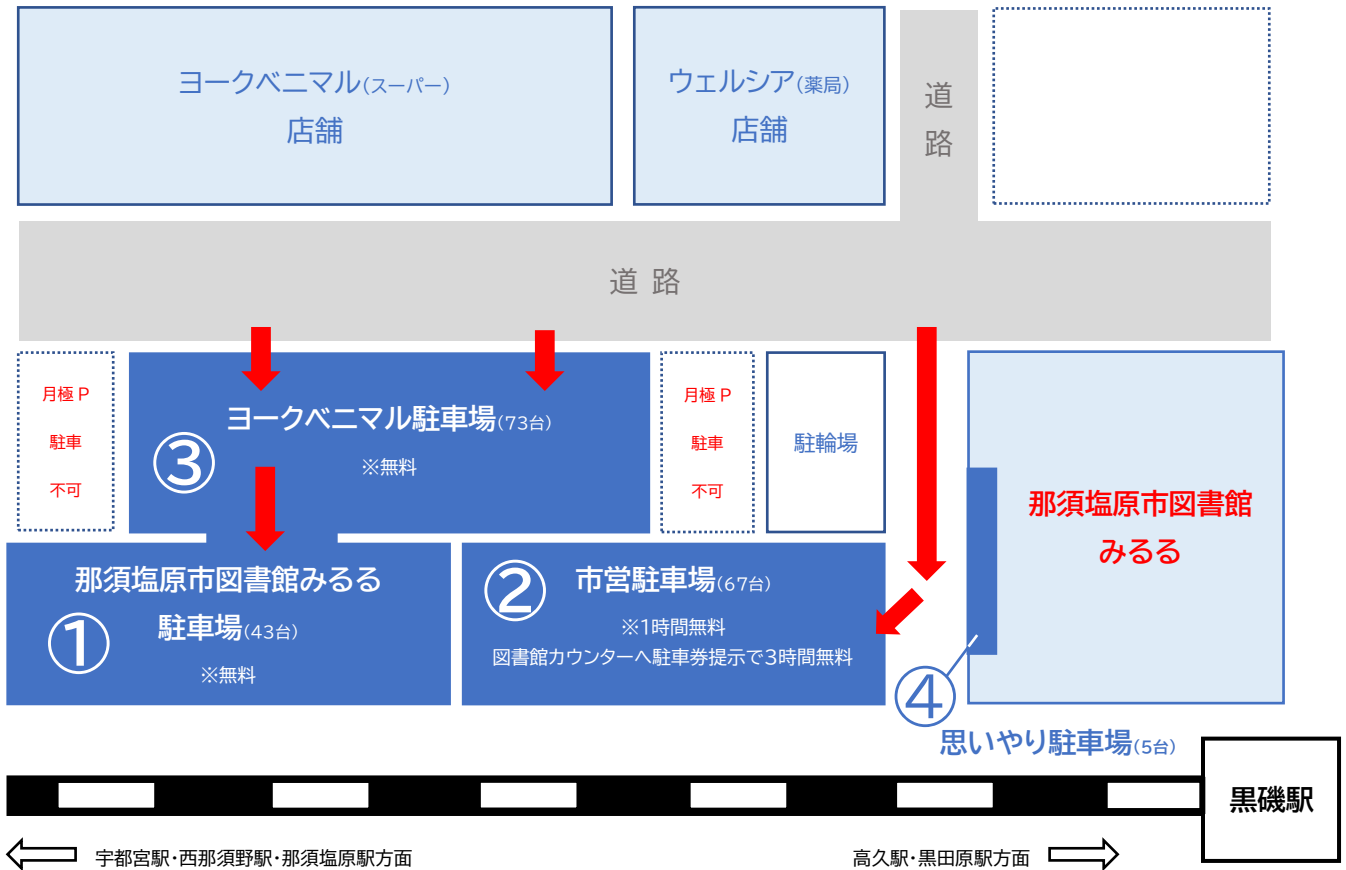 ヨークベニマル(スーパー)
店舗
ウェルシア(薬局)
店舗
道
路
道 路
月極 P
駐車
不可
③
ヨークベニマル駐車場(73台)
※無料
月極 P
駐車
不可
駐輪場
那須塩原市図書館
みるる
那須塩原市図書館みるる
①
駐車場(43台)
※無料
②
市営駐車場(67台)
※1時間無料
図書館カウンターへ駐車券提示で3時間無料
④
思いやり駐車場(5台)
黒磯駅
宇都宮駅・西那須野駅・那須塩原駅方面
高久駅・黒田原駅方面